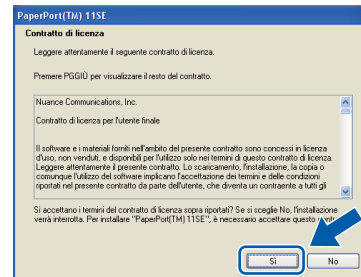 PaperPort(TM) 11SE
Contratto di licenza
Leggere attentamente il seguente contratto di licenza.
Premere PGGIÙ per visualizzare il resto del contratto.
Nuance Communications, Inc.
Contratto di licenza per l'utente finale
Il software e i materiali forniti nell'ambito del presente contratto sono concessi in licenza
d'uso, non venduti, e disponibili per l'utilizzo solo nei termini di questo contratto di licenza.
Leggere attentamente il presente contratto. Lo scaricamento, l'installazione, la copia o
comunque l'utilizzo del software implicano l'accettazione dei termini e delle condizioni
riportati nel presente contratto da parte dell'utente, che diventa un contraente a tutti gli
Si accettano i termini del contratto di licenza sopra riportati? Se si sceglie No, l'installazione
verrà interrotta. Per installare "PaperPort(TM) 11SE", è necessario accettare questo
Sì
No